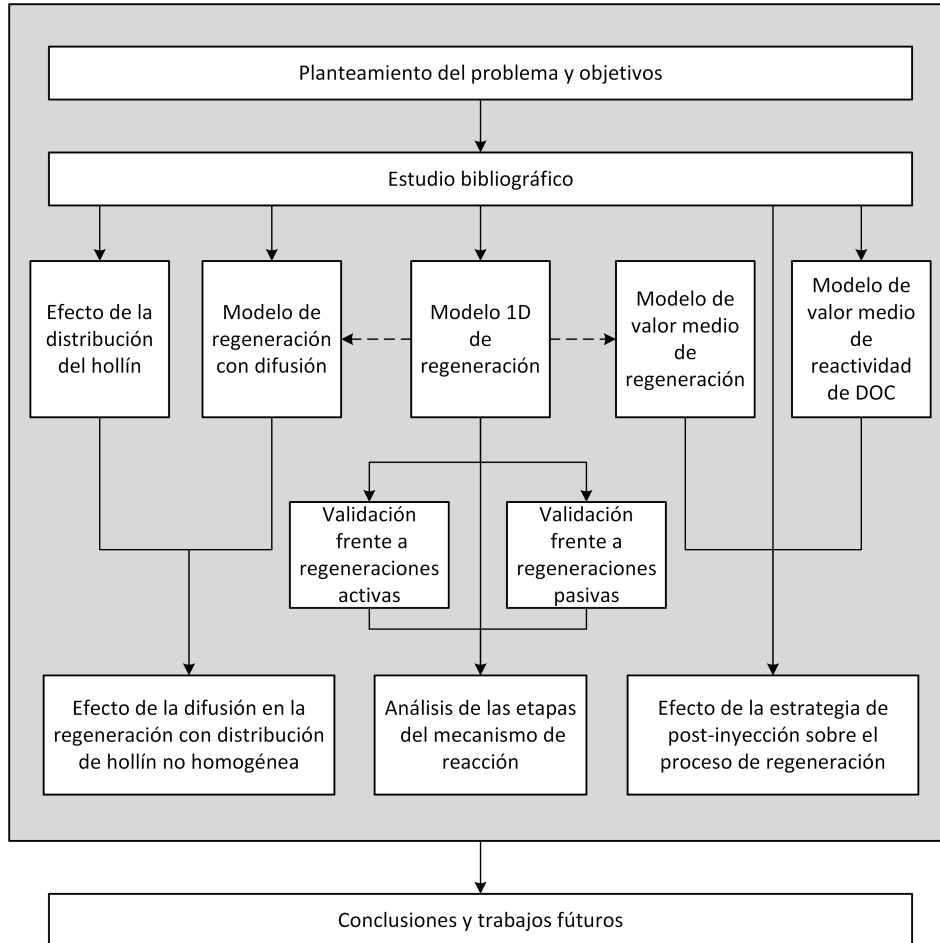 Planteamiento del problema y objetivos
Estudio bibliográfico
Efecto de la
distribución
del hollín
Modelo de
regeneración
con difusión
Modelo 1D
de
regeneración
Modelo de
valor medio
de
regeneración
Modelo de
valor medio
de
reactividad
de DOC
Validación
frente a
regeneraciones
activas
Validación
frente a
regeneraciones
pasivas
Efecto de la difusión en la
regeneración con distribución
de hollín no homogénea
Análisis de las etapas
del mecanismo de
reacción
Efecto de la estrategia de
post-inyección sobre el
proceso de regeneración
Conclusiones y trabajos fúturos